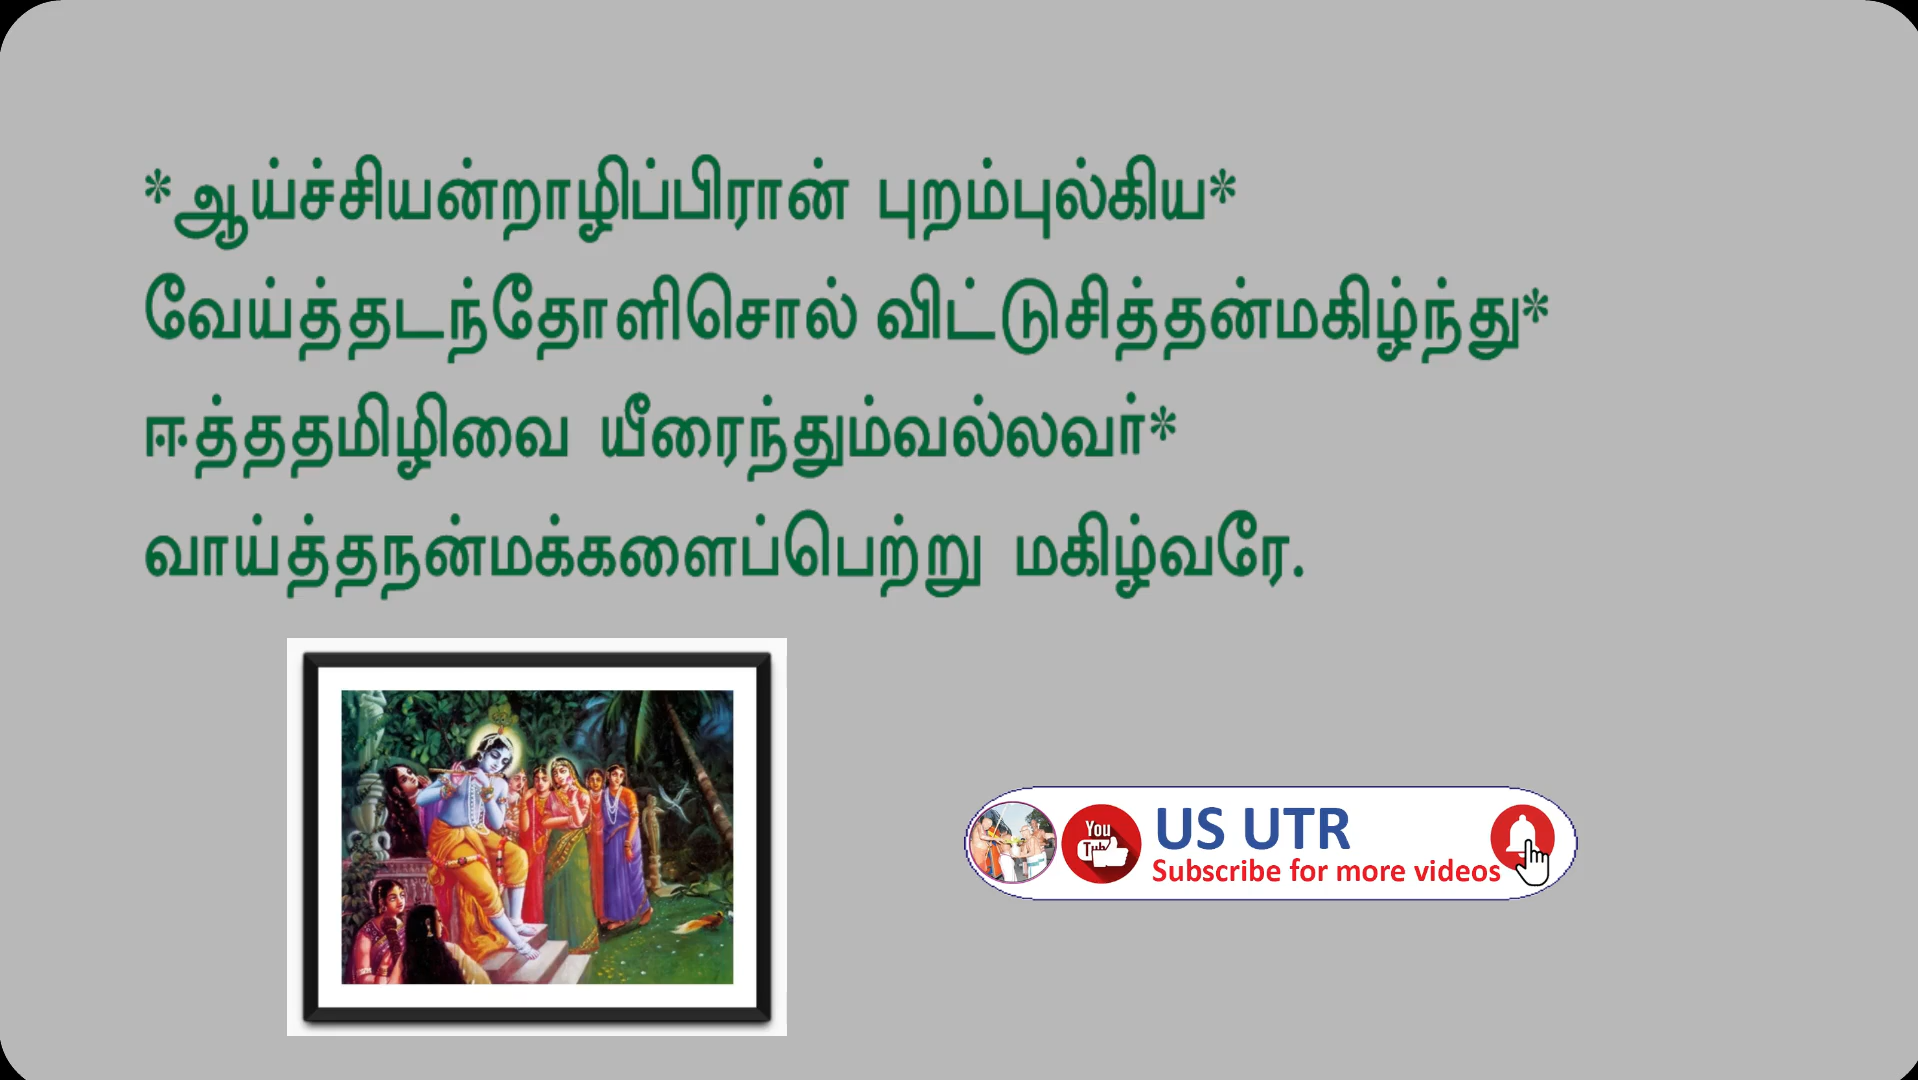 *ஆய்ச்சியன்றாழிப்பிரான் புறம்புல்கிய*
வேய்த்தடந்தோளிசொல் விட்டுசித்தன்மகிழ்ந்து*
ஈத்ததமிழிவை யீரைந்தும்வல்லவர்*
வாய்த்தநன்மக்களைப்பெற்று மகிழ்வரே.
You
Tube
US UTR
Subscribe for more videos